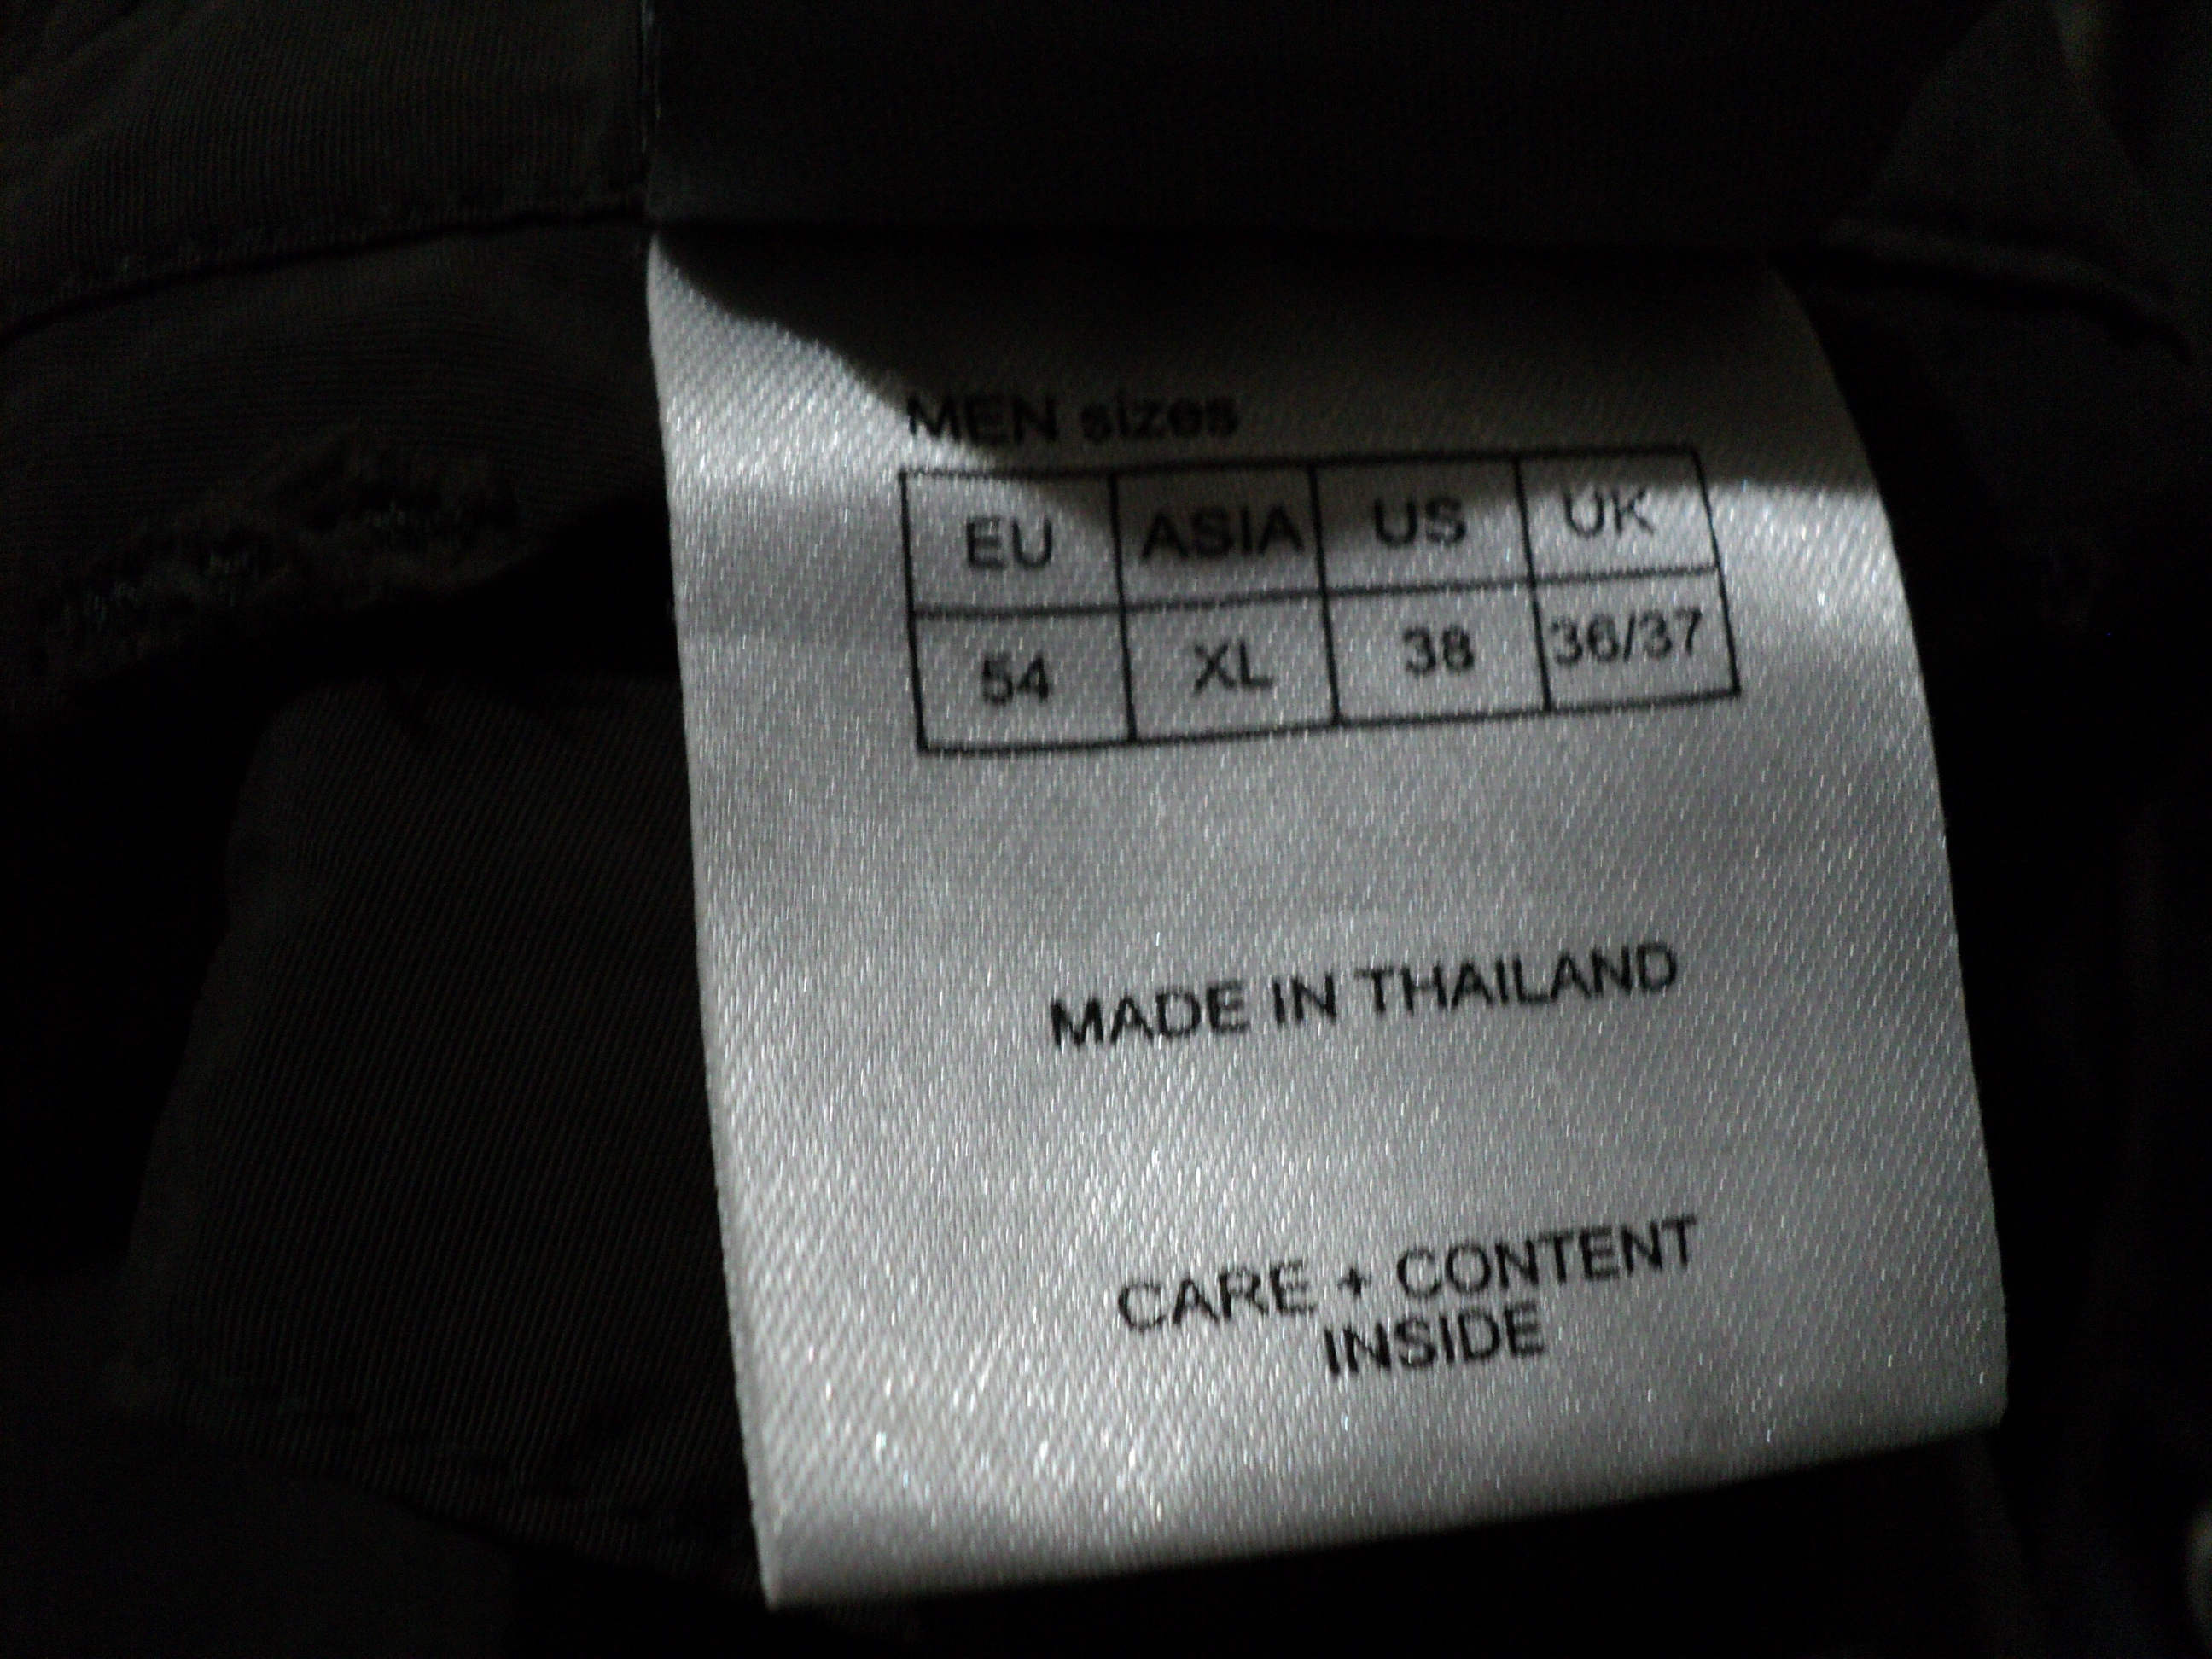 MEN sizes
EU ASIA US UK
54 XL 38 36/37
MADE IN THAILAND
CARE + CONTENT
INSIDE